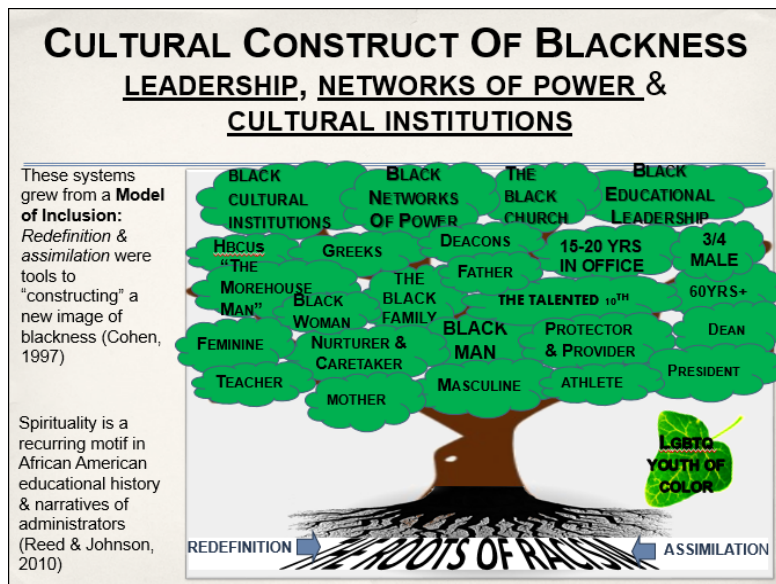 CULTURAL CONSTRUCT OF BLACKNESS
LEADERSHIP, NETWORKS OF POWER &
CULTURAL INSTITUTIONS
These systems
grew from a Model
of Inclusion:
Redefinition &
assimilation were
tools to
"constructing" a
new image of
blackness (Cohen,
1997)
Spirituality is a
recurring motif in
African American
educational history
& narratives of
administrators
(Reed & Johnson,
2010)
BLACK
CULTURAL
INSTITUTIONS
BLACK
NETWORKS
OF POWER
THE
BLACK
CHURCH
BLACK
EDUCATIONAL
LEADERSHIP
HBCUS
GREEKS
DEACONS
15-20 YRS
IN OFFICE
3/4
MALE
"THE
MOREHOUSE
MAN"
BLACK
WOMAN
THE
BLACK
FAMILY
FATHER
THE TALENTED 10TH
60YRS+
FEMININE
NURTURER &
CARETAKER
BLACK
MAN
PROTECTOR
& PROVIDER
DEAN
TEACHER
MOTHER
MASCULINE
ATHLETE
PRESIDENT
LGBTQ
YOUTH OF
COLOR
REDEFINITION
THE ROOTS OF RACISM
ASSIMILATION